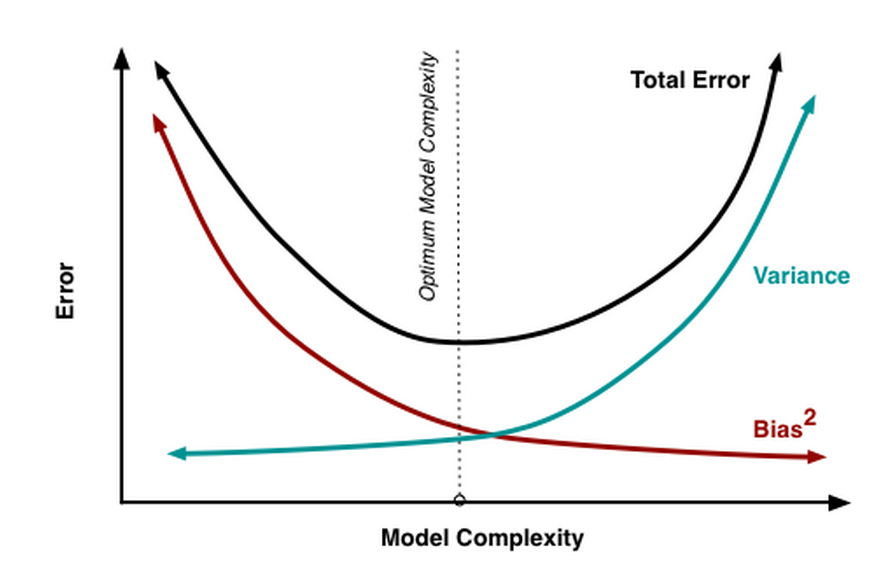 Optimum Model Complexity
Total Error
Error
Variance
Bias²
Model Complexity